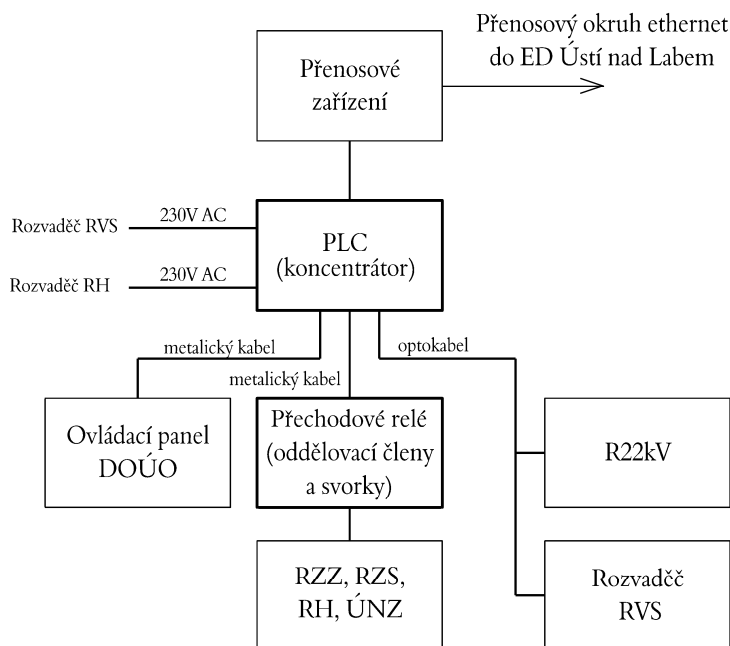 Přenosový okruh ethernet
do ED Ústí nad Labem
Přenosové
zařízení
Rozvaděč RVS
230V AC
PLC
(koncentrátor)
Rozvaděč RH
230V AC
metalický kabel
optokabel
metalický kabel
Ovládací panel
DOÚO
Přechodové relé
(oddělovací členy
a svorky)
R22kV
RZZ, RZS,
RH, ÚNZ
Rozvaděč
RVS